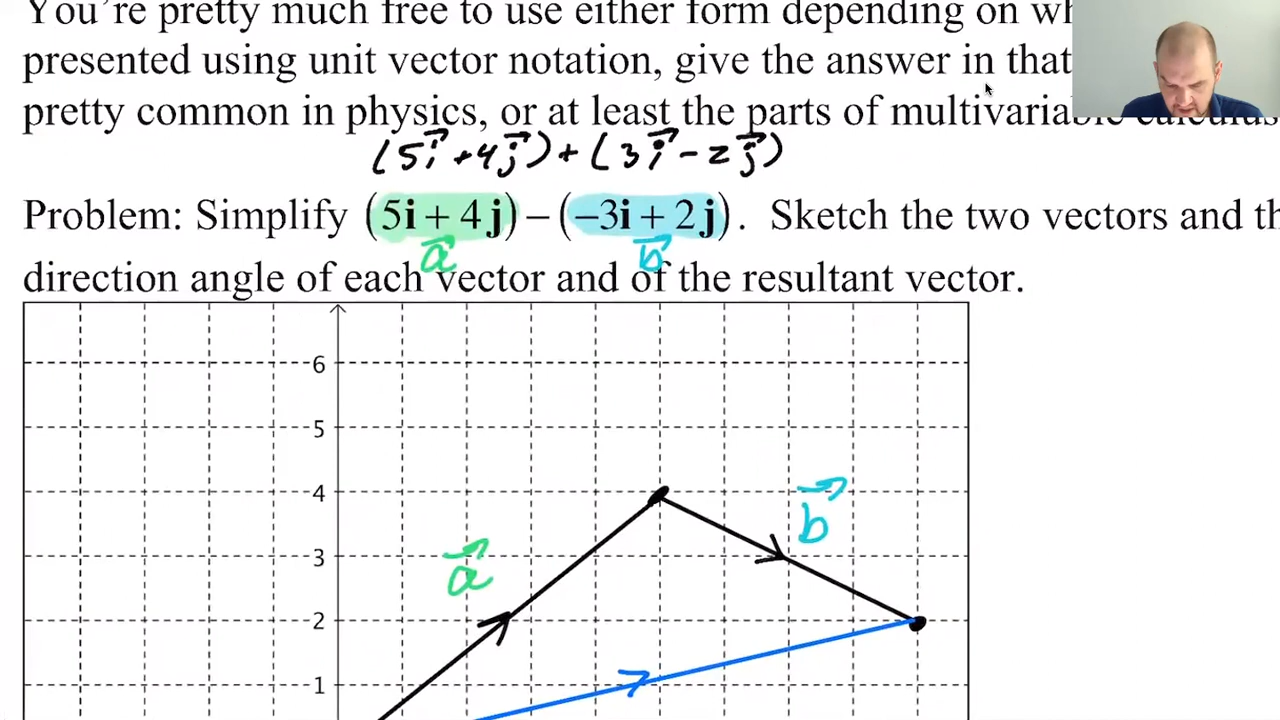 You're pretty much free to use either form depending on
presented using unit vector notation, give the answer in that
pretty common in physics, or at least the parts of multivariable calculus
(5i⃗ + 4j⃗) + (3i⃗ − 2j⃗)
Problem: Simplify (5i + 4j) − (−3i + 2j). Sketch the two vectors and
a⃗ b⃗
direction angle of each vector and of the resultant vector.
6
5
4
b⃗
3
a⃗
2
1